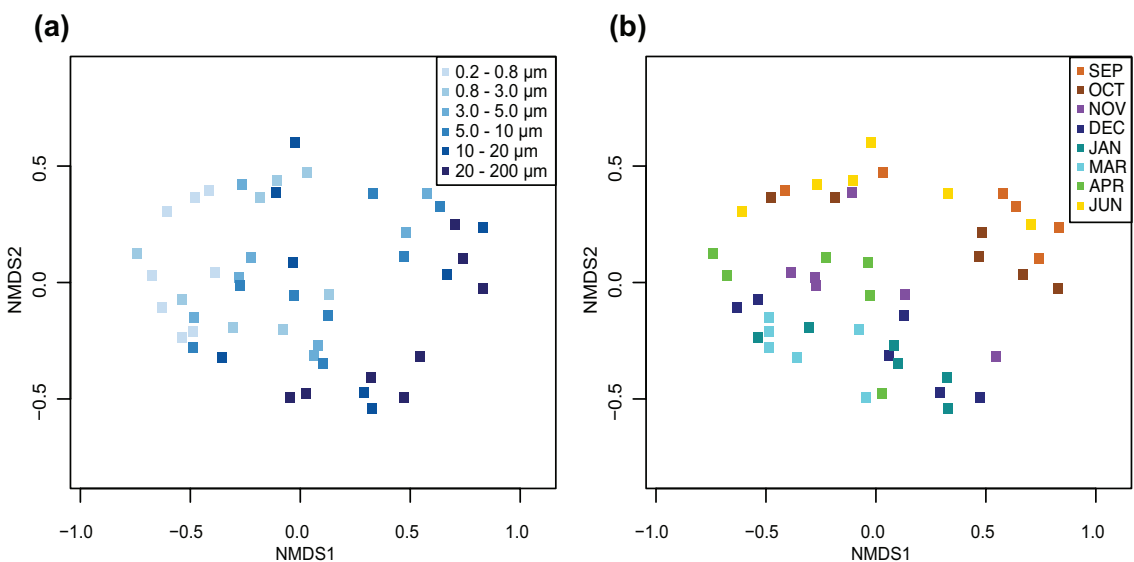 (a)
0.2 - 0.8 µm
0.8 - 3.0 µm
3.0 - 5.0 µm
5.0 - 10 µm
10 - 20 µm
20 - 200 µm
0.5
0.0
−0.5
NMDS2
−1.0 −0.5 0.0 0.5 1.0
NMDS1
(b)
SEP
OCT
NOV
DEC
JAN
MAR
APR
JUN
0.5
0.0
−0.5
NMDS2
−1.0 −0.5 0.0 0.5 1.0
NMDS1